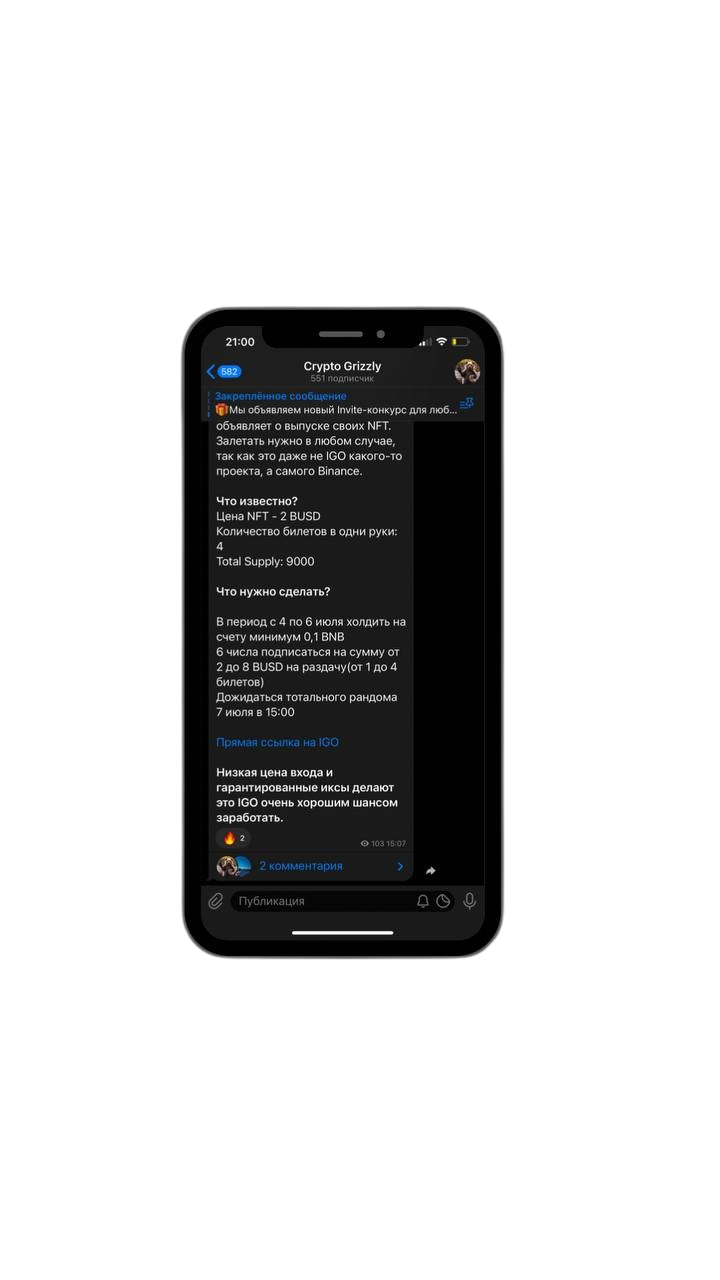 21:00
582
Crypto Grizzly
551 подписчик
Закреплённое сообщение
🎁Мы объявляем новый Invite-конкурс для люб...
объявляет о выпуске своих NFT.
Залетать нужно в любом случае,
так как это даже не IGO какого-то
проекта, а самого Binance.
Что известно?
Цена NFT - 2 BUSD
Количество билетов в одни руки:
4
Total Supply: 9000
Что нужно сделать?
В период с 4 по 6 июля холдить на
счету минимум 0,1 BNB
6 числа подписаться на сумму от
2 до 8 BUSD на раздачу(от 1 до 4
билетов)
Дожидаться тотального рандома
7 июля в 15:00
Прямая ссылка на IGO
Низкая цена входа и
гарантированные иксы делают
это IGO очень хорошим шансом
заработать.
🔥 2
103 15:07
2 комментария
Публикация